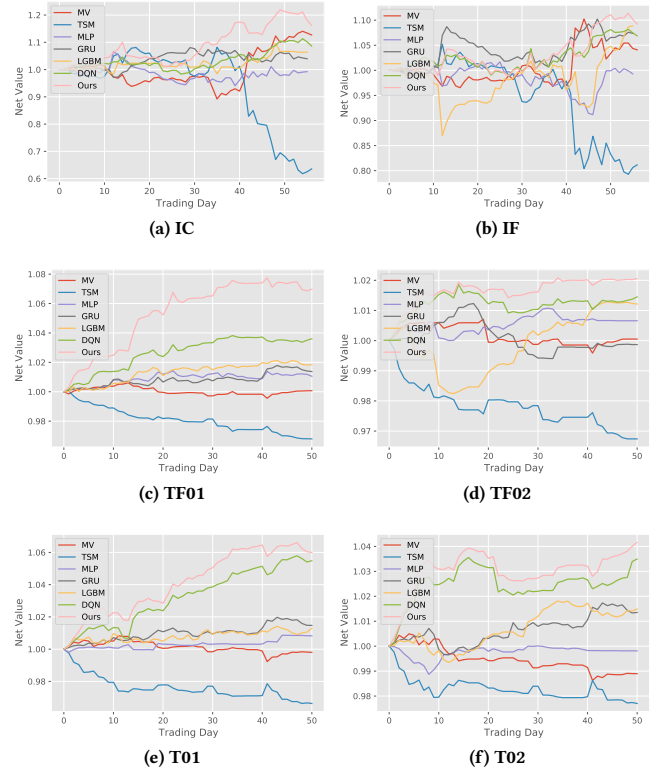 1.2
1.1
1.0
0.9
0.8
0.7
0.6
Net Value
MV
TSM
MLP
GRU
LGBM
DQN
Ours
0 10 20 30 40 50
Trading Day
(a) IC
1.10
1.05
1.00
0.95
0.90
0.85
0.80
Net Value
MV
TSM
MLP
GRU
LGBM
DQN
Ours
0 10 20 30 40 50
Trading Day
(b) IF
1.08
1.06
1.04
1.02
1.00
0.98
Net Value
MV
TSM
MLP
GRU
LGBM
DQN
Ours
0 10 20 30 40 50
Trading Day
(c) TF01
1.02
1.01
1.00
0.99
0.98
0.97
Net Value
MV
TSM
MLP
GRU
LGBM
DQN
Ours
0 10 20 30 40 50
Trading Day
(d) TF02
1.06
1.04
1.02
1.00
0.98
Net Value
MV
TSM
MLP
GRU
LGBM
DQN
Ours
0 10 20 30 40 50
Trading Day
(e) T01
1.04
1.03
1.02
1.01
1.00
0.99
0.98
Net Value
MV
TSM
MLP
GRU
LGBM
DQN
Ours
0 10 20 30 40 50
Trading Day
(f) T02